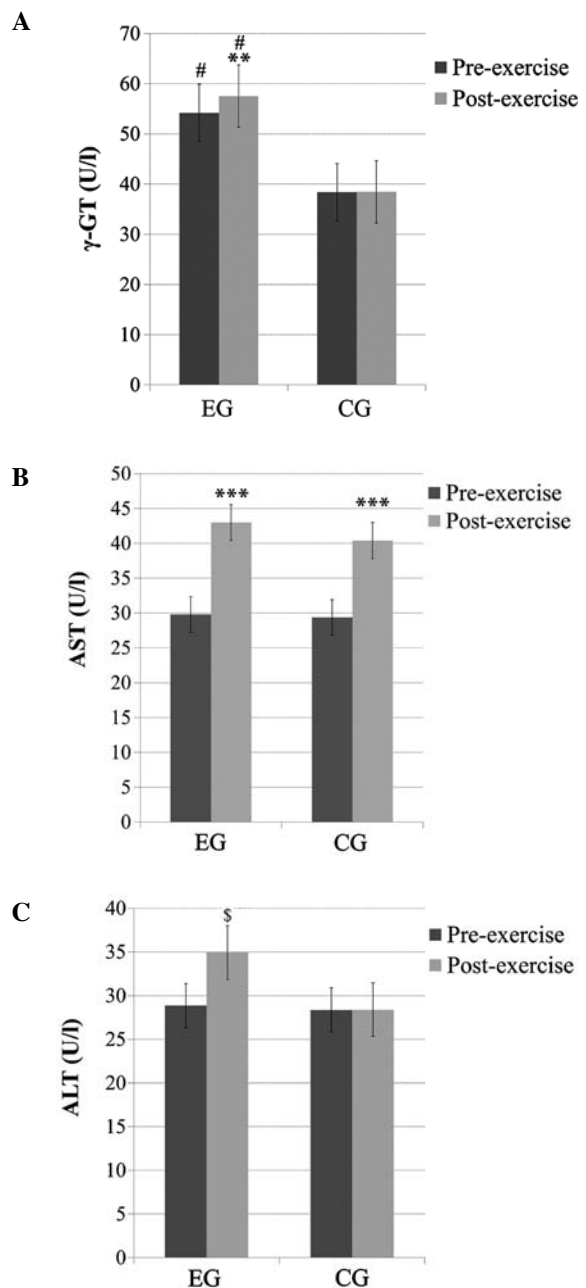 A
70
60
50
40
30
20
10
0
γ-GT (U/l)
#
#
**
EG
CG
Pre-exercise
Post-exercise
B
50
45
40
35
30
25
20
15
10
5
0
AST (U/l)
***
***
EG
CG
Pre-exercise
Post-exercise
C
40
35
30
25
20
15
10
5
0
ALT (U/l)
$
EG
CG
Pre-exercise
Post-exercise